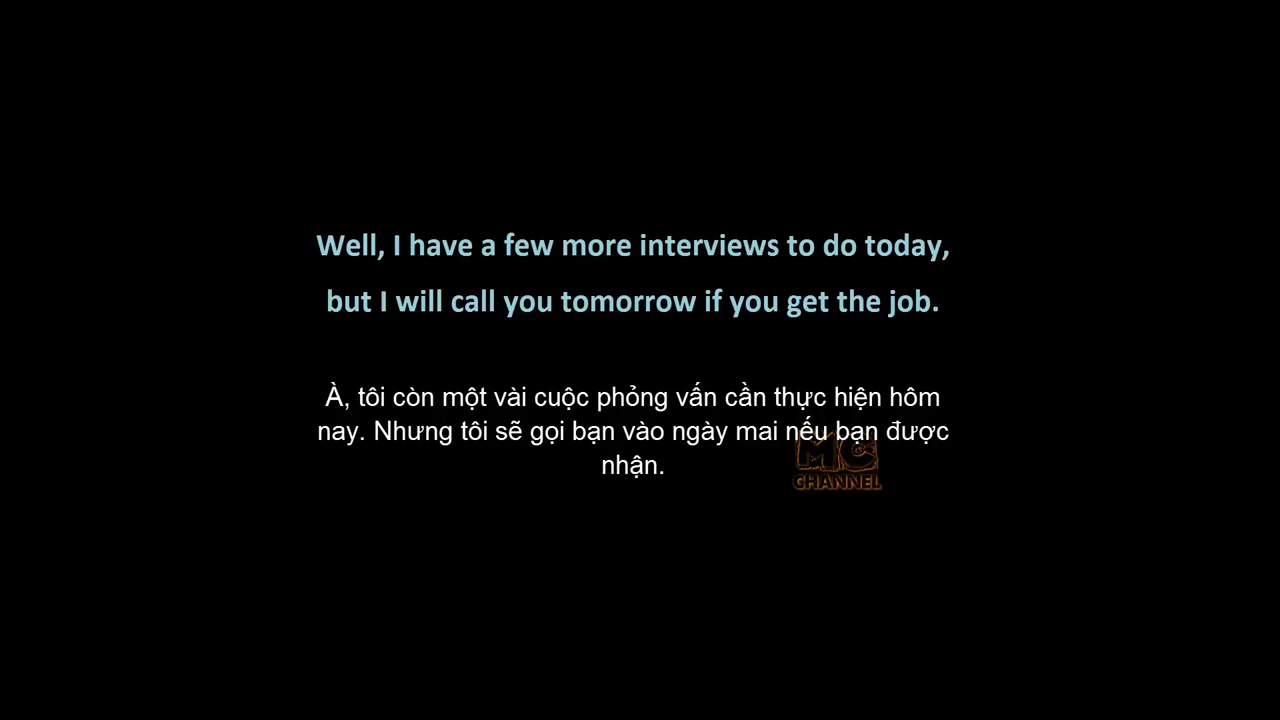 Well, I have a few more interviews to do today,
but I will call you tomorrow if you get the job.
À, tôi còn một vài cuộc phỏng vấn cần thực hiện hôm
nay. Nhưng tôi sẽ gọi bạn vào ngày mai nếu bạn được
nhận.
MC
CHANNEL